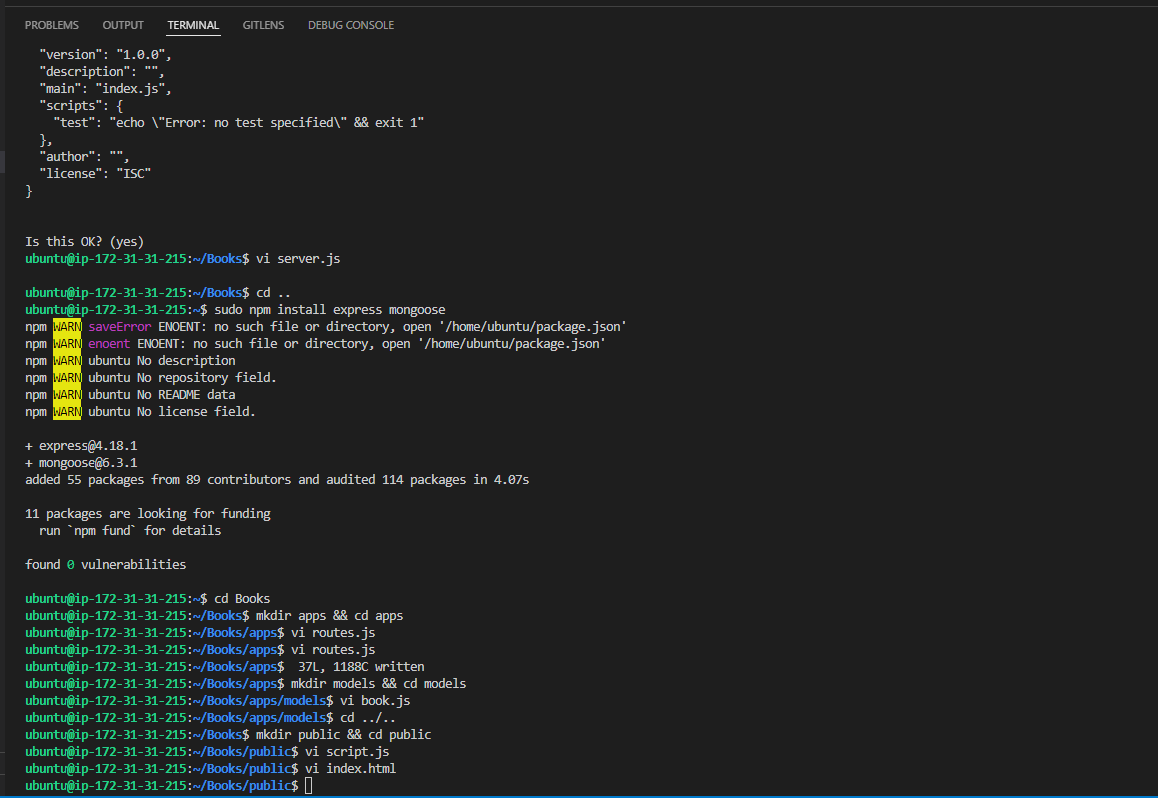 PROBLEMS OUTPUT TERMINAL GITLENS DEBUG CONSOLE
  "version": "1.0.0",
  "description": "",
  "main": "index.js",
  "scripts": {
    "test": "echo \"Error: no test specified\" && exit 1"
  },
  "author": "",
  "license": "ISC"
}
Is this OK? (yes)
ubuntu@ip-172-31-31-215:~/Books$ vi server.js
ubuntu@ip-172-31-31-215:~/Books$ cd ..
ubuntu@ip-172-31-31-215:~$ sudo npm install express mongoose
npm WARN saveError ENOENT: no such file or directory, open '/home/ubuntu/package.json'
npm WARN enoent ENOENT: no such file or directory, open '/home/ubuntu/package.json'
npm WARN ubuntu No description
npm WARN ubuntu No repository field.
npm WARN ubuntu No README data
npm WARN ubuntu No license field.
+ express@4.18.1
+ mongoose@6.3.1
added 55 packages from 89 contributors and audited 114 packages in 4.07s
11 packages are looking for funding
  run `npm fund` for details
found 0 vulnerabilities
ubuntu@ip-172-31-31-215:~$ cd Books
ubuntu@ip-172-31-31-215:~/Books$ mkdir apps && cd apps
ubuntu@ip-172-31-31-215:~/Books/apps$ vi routes.js
ubuntu@ip-172-31-31-215:~/Books/apps$ vi routes.js
ubuntu@ip-172-31-31-215:~/Books/apps$  37L, 1188C written
ubuntu@ip-172-31-31-215:~/Books/apps$ mkdir models && cd models
ubuntu@ip-172-31-31-215:~/Books/apps/models$ vi book.js
ubuntu@ip-172-31-31-215:~/Books/apps/models$ cd ../..
ubuntu@ip-172-31-31-215:~/Books$ mkdir public && cd public
ubuntu@ip-172-31-31-215:~/Books/public$ vi script.js
ubuntu@ip-172-31-31-215:~/Books/public$ vi index.html
ubuntu@ip-172-31-31-215:~/Books/public$